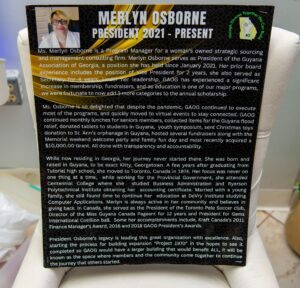 MERLYN OSBORNE
PRESIDENT 2021 - PRESENT
Ms. Merlyn Osborne is a Program Manager for a woman's owned strategic sourcing
and management consulting firm. Merlyn Osborne serves as President of the Guyana
Association of Georgia, a position she has held since January 2021. Her prior board
experience includes the position of Vice President for 2 years, she also served as
Secretary for 4 years. Under her leadership, GAOG has experienced a significant
increase in membership, fundraisers, and as education is one of our major programs,
we were fortunate to now add 3 more categories to the annual scholarship.
Ms. Osborne is so delighted that despite the pandemic, GAOG continued to execute
most of the programs, and quickly moved to virtual events to stay connected. GAOG
continued monthly lunches for seniors members, collected items for the Guyana flood
relief, donated tablets to students in Guyana, youth symposium, sent Christmas toys
donation to St. Ann's orphanage in Guyana, hosted several fundraisers along with the
Memorial weekend welcome party and family funday and most recently acquired a
$10,000.00 Grant. All done with transparency and accountability.
While now residing in Georgia, her journey never started there. She was born and
raised in Guyana, to be exact Kitty, Georgetown. A few years after graduating from
Tutorial High school, she moved to Toronto, Canada in 1974. Her focus was never on
one thing at a time, while working for the Provincial Government, she attended
Centennial College where she studied Business Administration and Ryerson
Polytechnical Institute obtaining her accounting certificate. Married with a young
family, she still found time to continue her education at DeVry Institute studying
Computer Applications. Merlyn is always active in her community and believes in
giving back. In Canada, she served as the President of the Toronto Pele Soccer club,
Director of the Miss Guyana Canada Pageant for 12 years and President for Gems
International Cotillion ball. Some her accomplishments include, Kraft Canada's 2011
Finance Manager's Award, 2016 and 2018 GAOG President's Awards.
President Osborne's legacy is leading this great organization with excellence. Also,
starting the process for building expansion "Project 1970" in the hopes to see it
completed so GAOG would have a larger building that would benefit ALL, it will be
known as the space where members and the community come together to continue
the journey that others started.